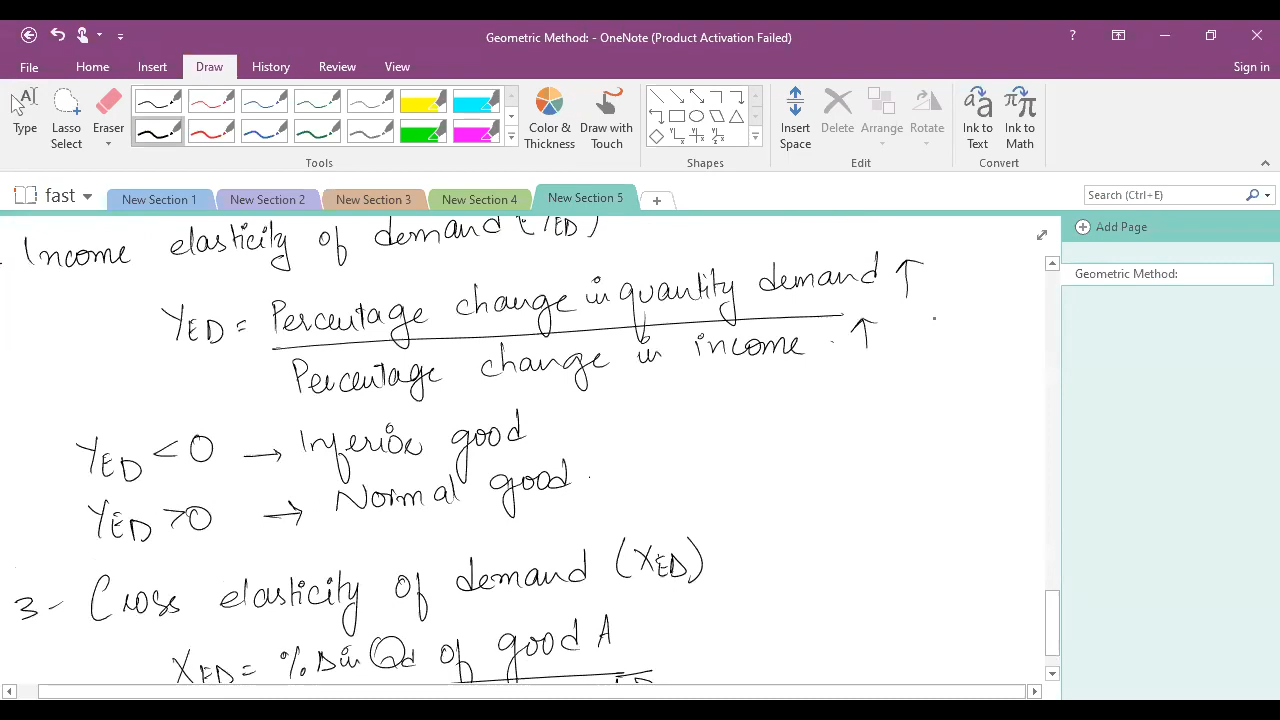 Geometric Method: - OneNote (Product Activation Failed)
File Home Insert Draw History Review View
Sign in
Type
Lasso Select
Eraser
Color & Thickness
Draw with Touch
Insert Space
Delete
Arrange
Rotate
Ink to Text
Ink to Math
Tools
Shapes
Edit
Convert
fast
New Section 1
New Section 2
New Section 3
New Section 4
New Section 5
Search (Ctrl+E)
Add Page
Geometric Method:
Income elasticity of demand (YED)
YED = Percentage change in quantity demand ↑
Percentage change in income. ↑
YED < 0 → Inferior good
YED > 0 → Normal good.
3 - Cross elasticity of demand (XED)
XED = % Δ in Qd of good A